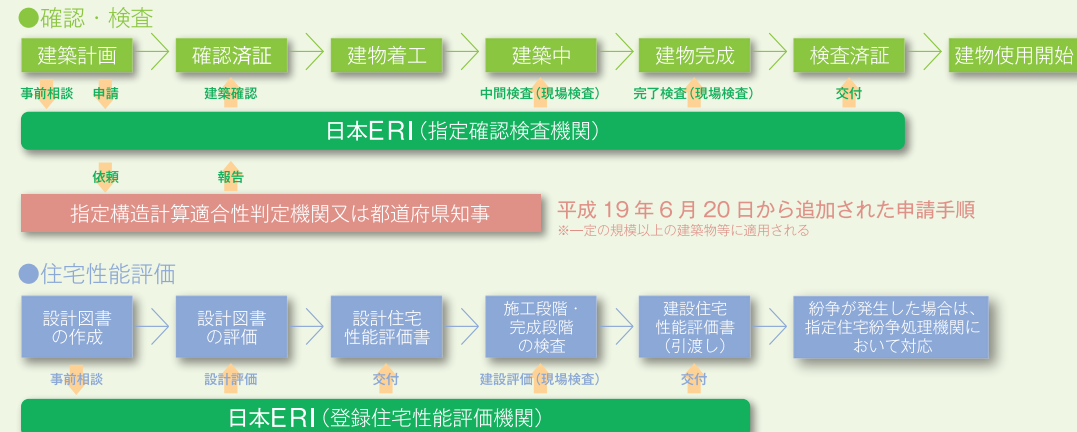 ●確認・検査
建築計画
確認済証
建物着工
建築中
建物完成
検査済証
建物使用開始
事前相談
申請
建築確認
中間検査(現場検査)
完了検査(現場検査)
交付
日本ERI(指定確認検査機関)
依頼
報告
指定構造計算適合性判定機関又は都道府県知事
平成19年6月20日から追加された申請手順
※一定の規模以上の建築物等に適用される
●住宅性能評価
設計図書
の作成
設計図書
の評価
設計住宅
性能評価書
施工段階・
完成段階
の検査
建設住宅
性能評価書
(引渡し)
紛争が発生した場合は、
指定住宅紛争処理機関に
おいて対応
事前相談
設計評価
交付
建設評価(現場検査)
交付
日本ERI(登録住宅性能評価機関)